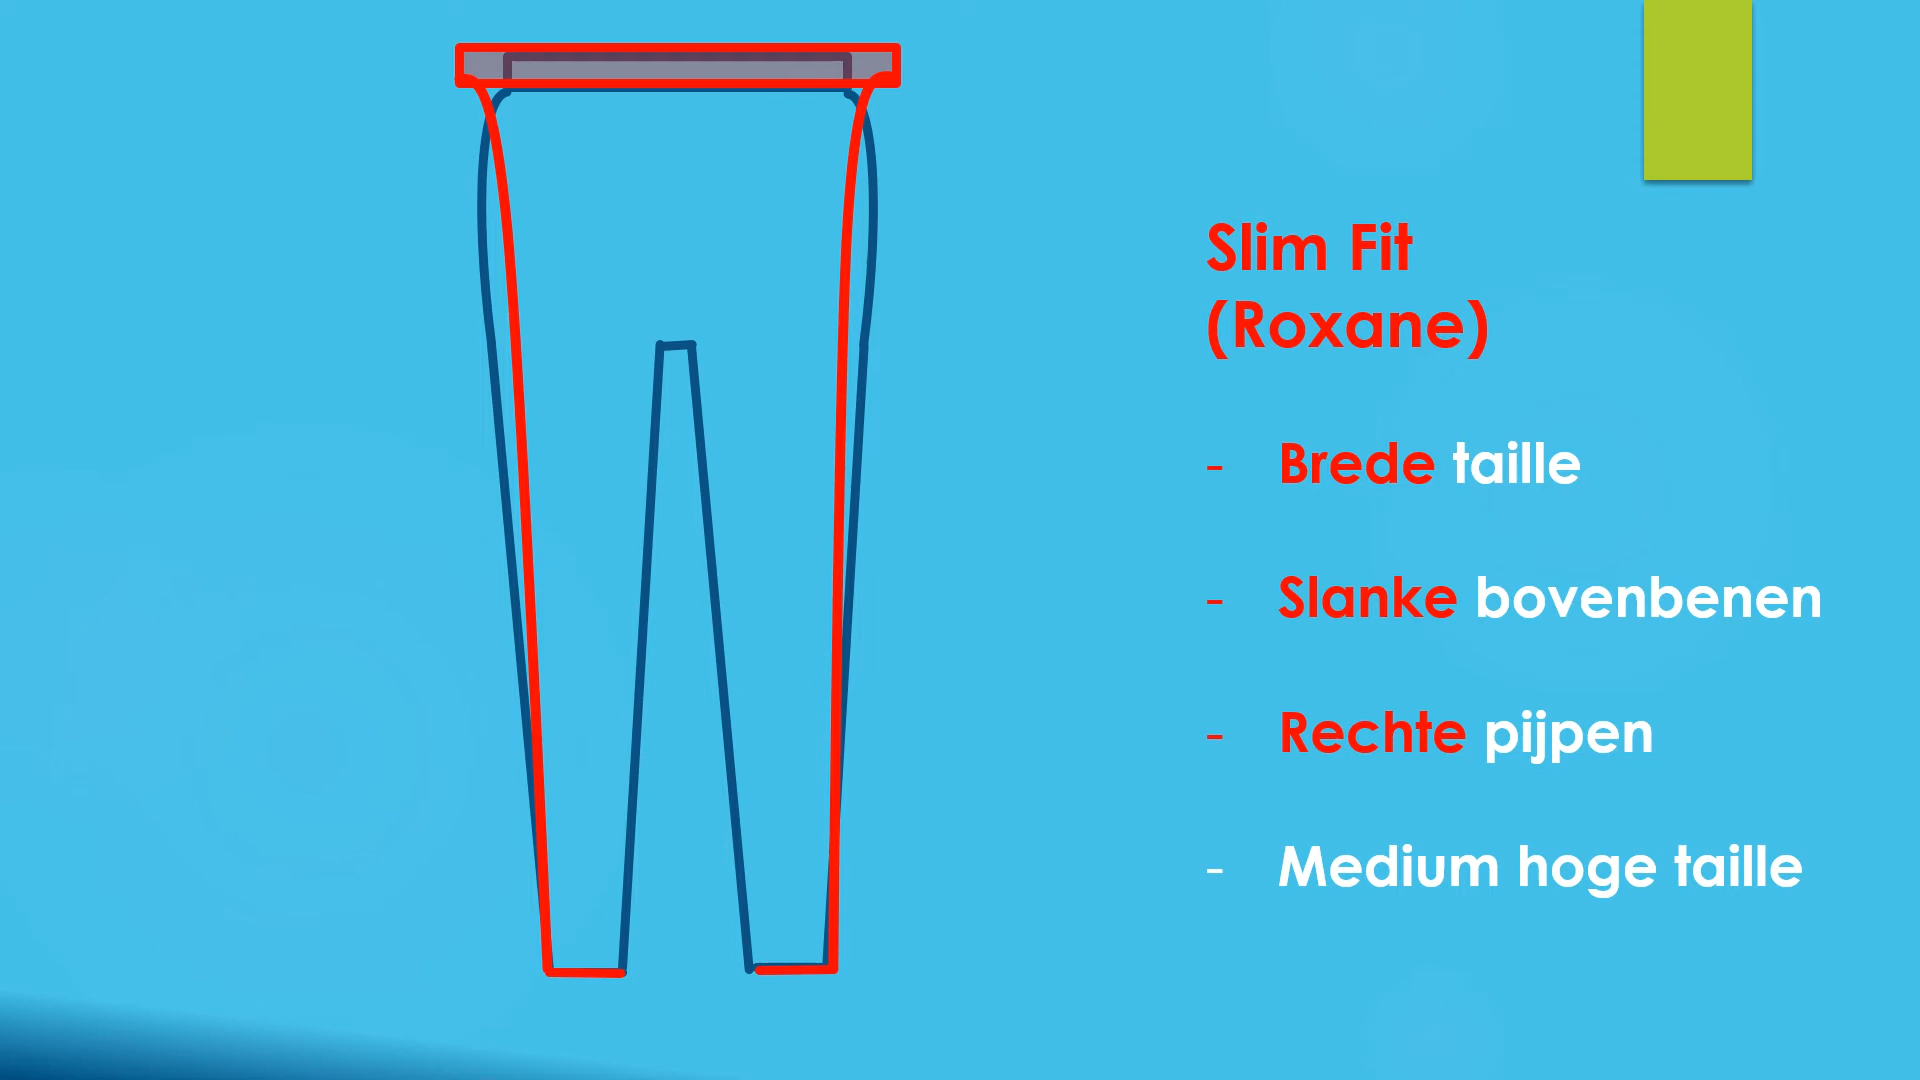 Slim Fit
(Roxane)
- Brede taille
- Slanke bovenbenen
- Rechte pijpen
- Medium hoge taille